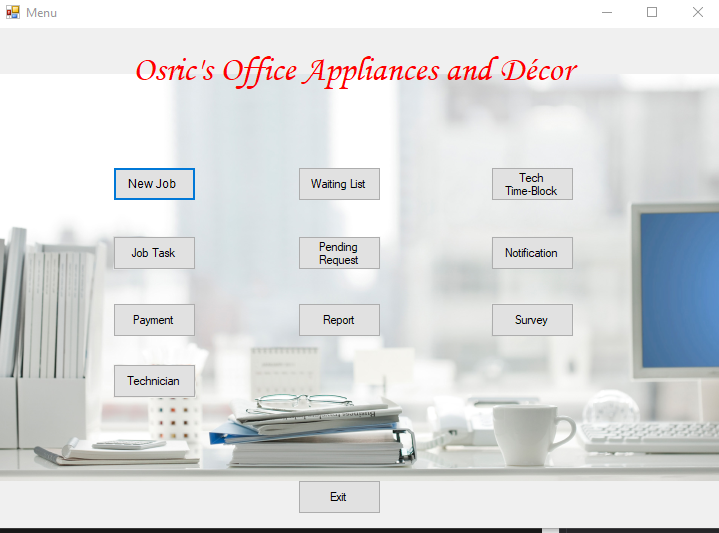 Menu
Osric's Office Appliances and Décor
New Job
Waiting List
Tech
Time-Block
Job Task
Pending
Request
Notification
Payment
Report
Survey
Technician
Exit